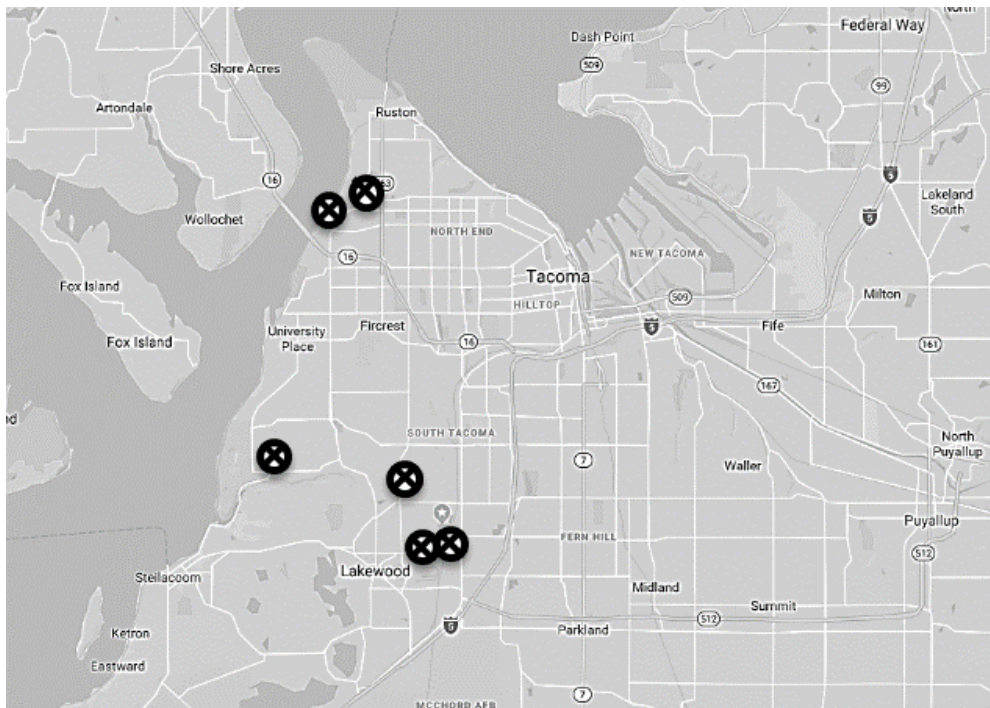 North
Federal Way
Dash Point
509
Shore Acres
99
Artondale
Ruston
5
16
163
Lakeland
South
Wollochet
5
NORTH END
16
NEW TACOMA
Tacoma
Fox Island
509
Milton
HILLTOP
University
Place
Fircrest
5
Fife
Fox Island
16
161
167
SOUTH TACOMA
North
Puyallup
7
Waller
Puyallup
FERN HILL
512
Lakewood
Steilacoom
Midland
Summit
512
5
Parkland
Ketron
Eastward
7
MCCHORD AFB